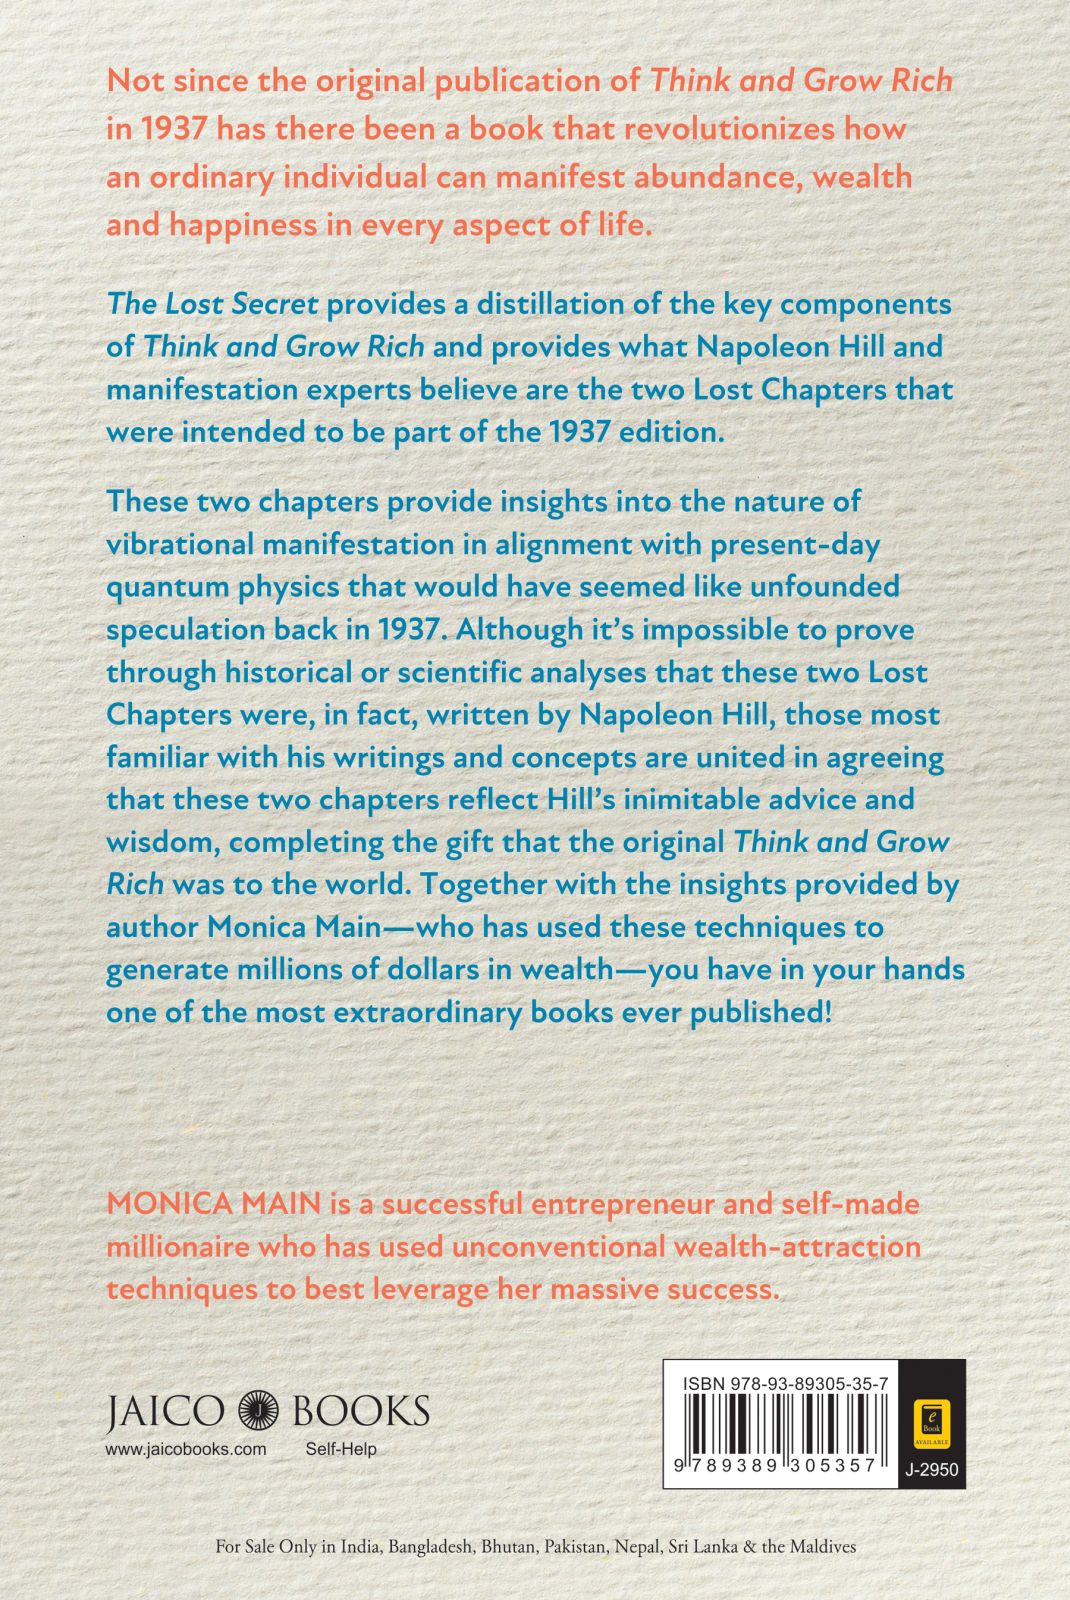 Not since the original publication of Think and Grow Rich
in 1937 has there been a book that revolutionizes how
an ordinary individual can manifest abundance, wealth
and happiness in every aspect of life.
The Lost Secret provides a distillation of the key components
of Think and Grow Rich and provides what Napoleon Hill and
manifestation experts believe are the two Lost Chapters that
were intended to be part of the 1937 edition.
These two chapters provide insights into the nature of
vibrational manifestation in alignment with present-day
quantum physics that would have seemed like unfounded
speculation back in 1937. Although it's impossible to prove
through historical or scientific analyses that these two Lost
Chapters were, in fact, written by Napoleon Hill, those most
familiar with his writings and concepts are united in agreeing
that these two chapters reflect Hill's inimitable advice and
wisdom, completing the gift that the original Think and Grow
Rich was to the world. Together with the insights provided by
author Monica Main—who has used these techniques to
generate millions of dollars in wealth—you have in your hands
one of the most extraordinary books ever published!
MONICA MAIN is a successful entrepreneur and self-made
millionaire who has used unconventional wealth-attraction
techniques to best leverage her massive success.
JAICO J BOOKS
www.jaicobooks.com Self-Help
ISBN 978-93-89305-35-7
9 789389 305357
e
Book
AVAILABLE
J-2950
For Sale Only in India, Bangladesh, Bhutan, Pakistan, Nepal, Sri Lanka & the Maldives